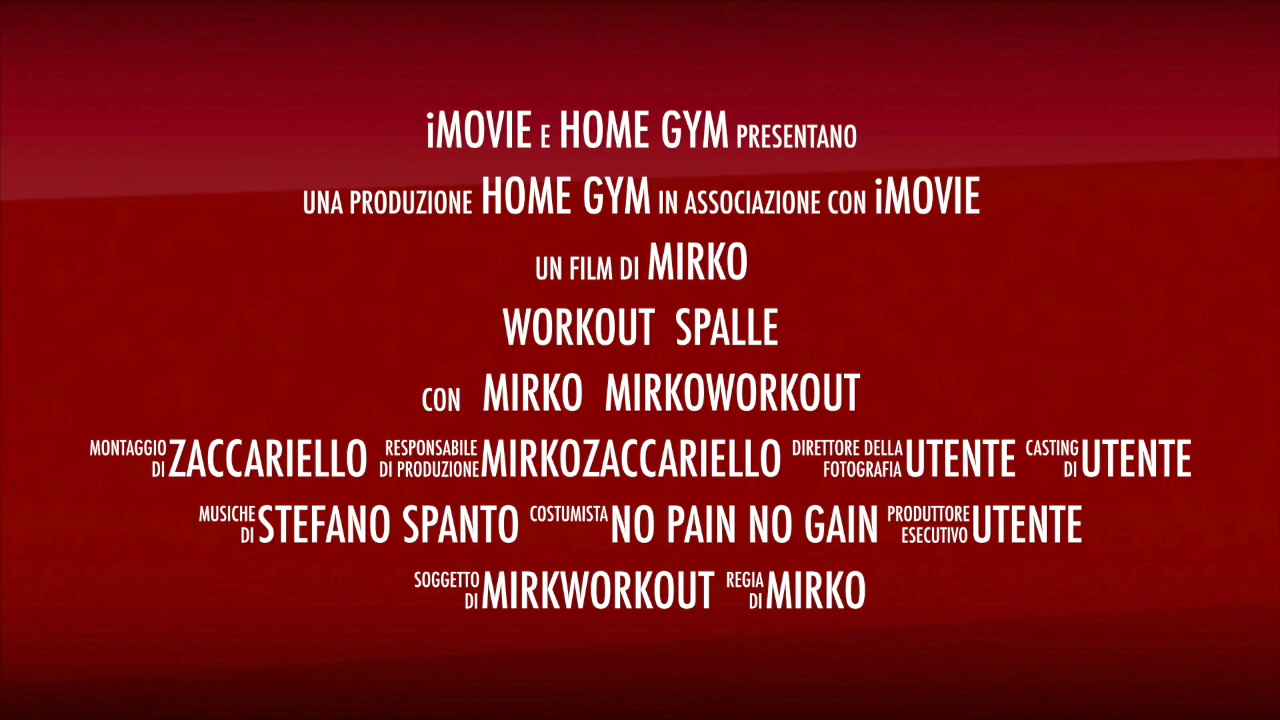 iMOVIE E HOME GYM PRESENTANO
UNA PRODUZIONE HOME GYM IN ASSOCIAZIONE CON iMOVIE
UN FILM DI MIRKO
WORKOUT SPALLE
CON MIRKO MIRKOWORKOUT
MONTAGGIO DI ZACCARIELLO RESPONSABILE DI PRODUZIONE MIRKOZACCARIELLO DIRETTORE DELLA FOTOGRAFIA UTENTE CASTING DI UTENTE
MUSICHE DI STEFANO SPANTO COSTUMISTA NO PAIN NO GAIN PRODUTTORE ESECUTIVO UTENTE
SOGGETTO DI MIRKWORKOUT REGIA DI MIRKO